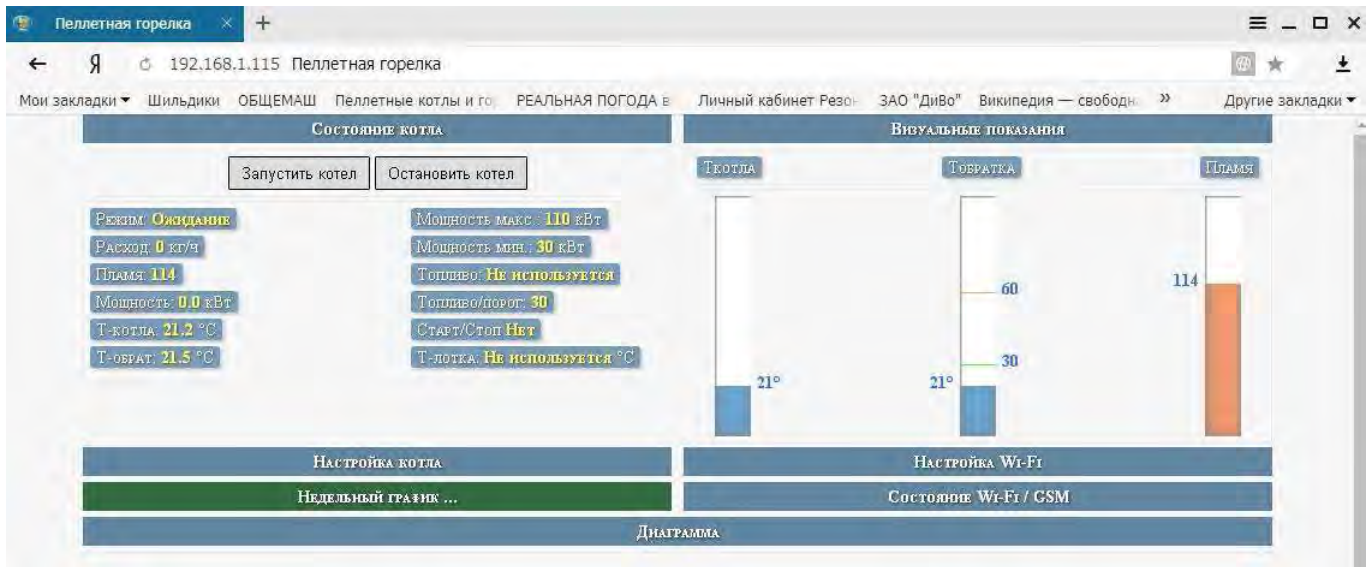 Пеллетная горелка
Я 192.168.1.115 Пеллетная горелка
Мои закладки Шильдики ОБЩЕМАШ Пеллетные котлы и го РЕАЛЬНАЯ ПОГОДА в Личный кабинет Резо ЗАО "ДиВо" Википедия — свободн » Другие закладки
Состояние котла
Запустить котел Остановить котел
Режим: Ожидание
Расход: 0 кг/ч
Пламя: 114
Мощность: 0.0 кВт
Т-котла: 21.2 °C
Т-обрат: 21.5 °C
Мощность макс.: 110 кВт
Мощность мин.: 30 кВт
Топливо: Не используется
Топливо/порог: 30
Старт/Стоп Нет
Т-лотка: Не используется °C
Визуальные показания
Ткотла Тобратка Пламя
60
114
30
21°
21°
Настройка котла
Настройка Wi-Fi
Недельный график ...
Состояние Wi-Fi / GSM
Диаграмма